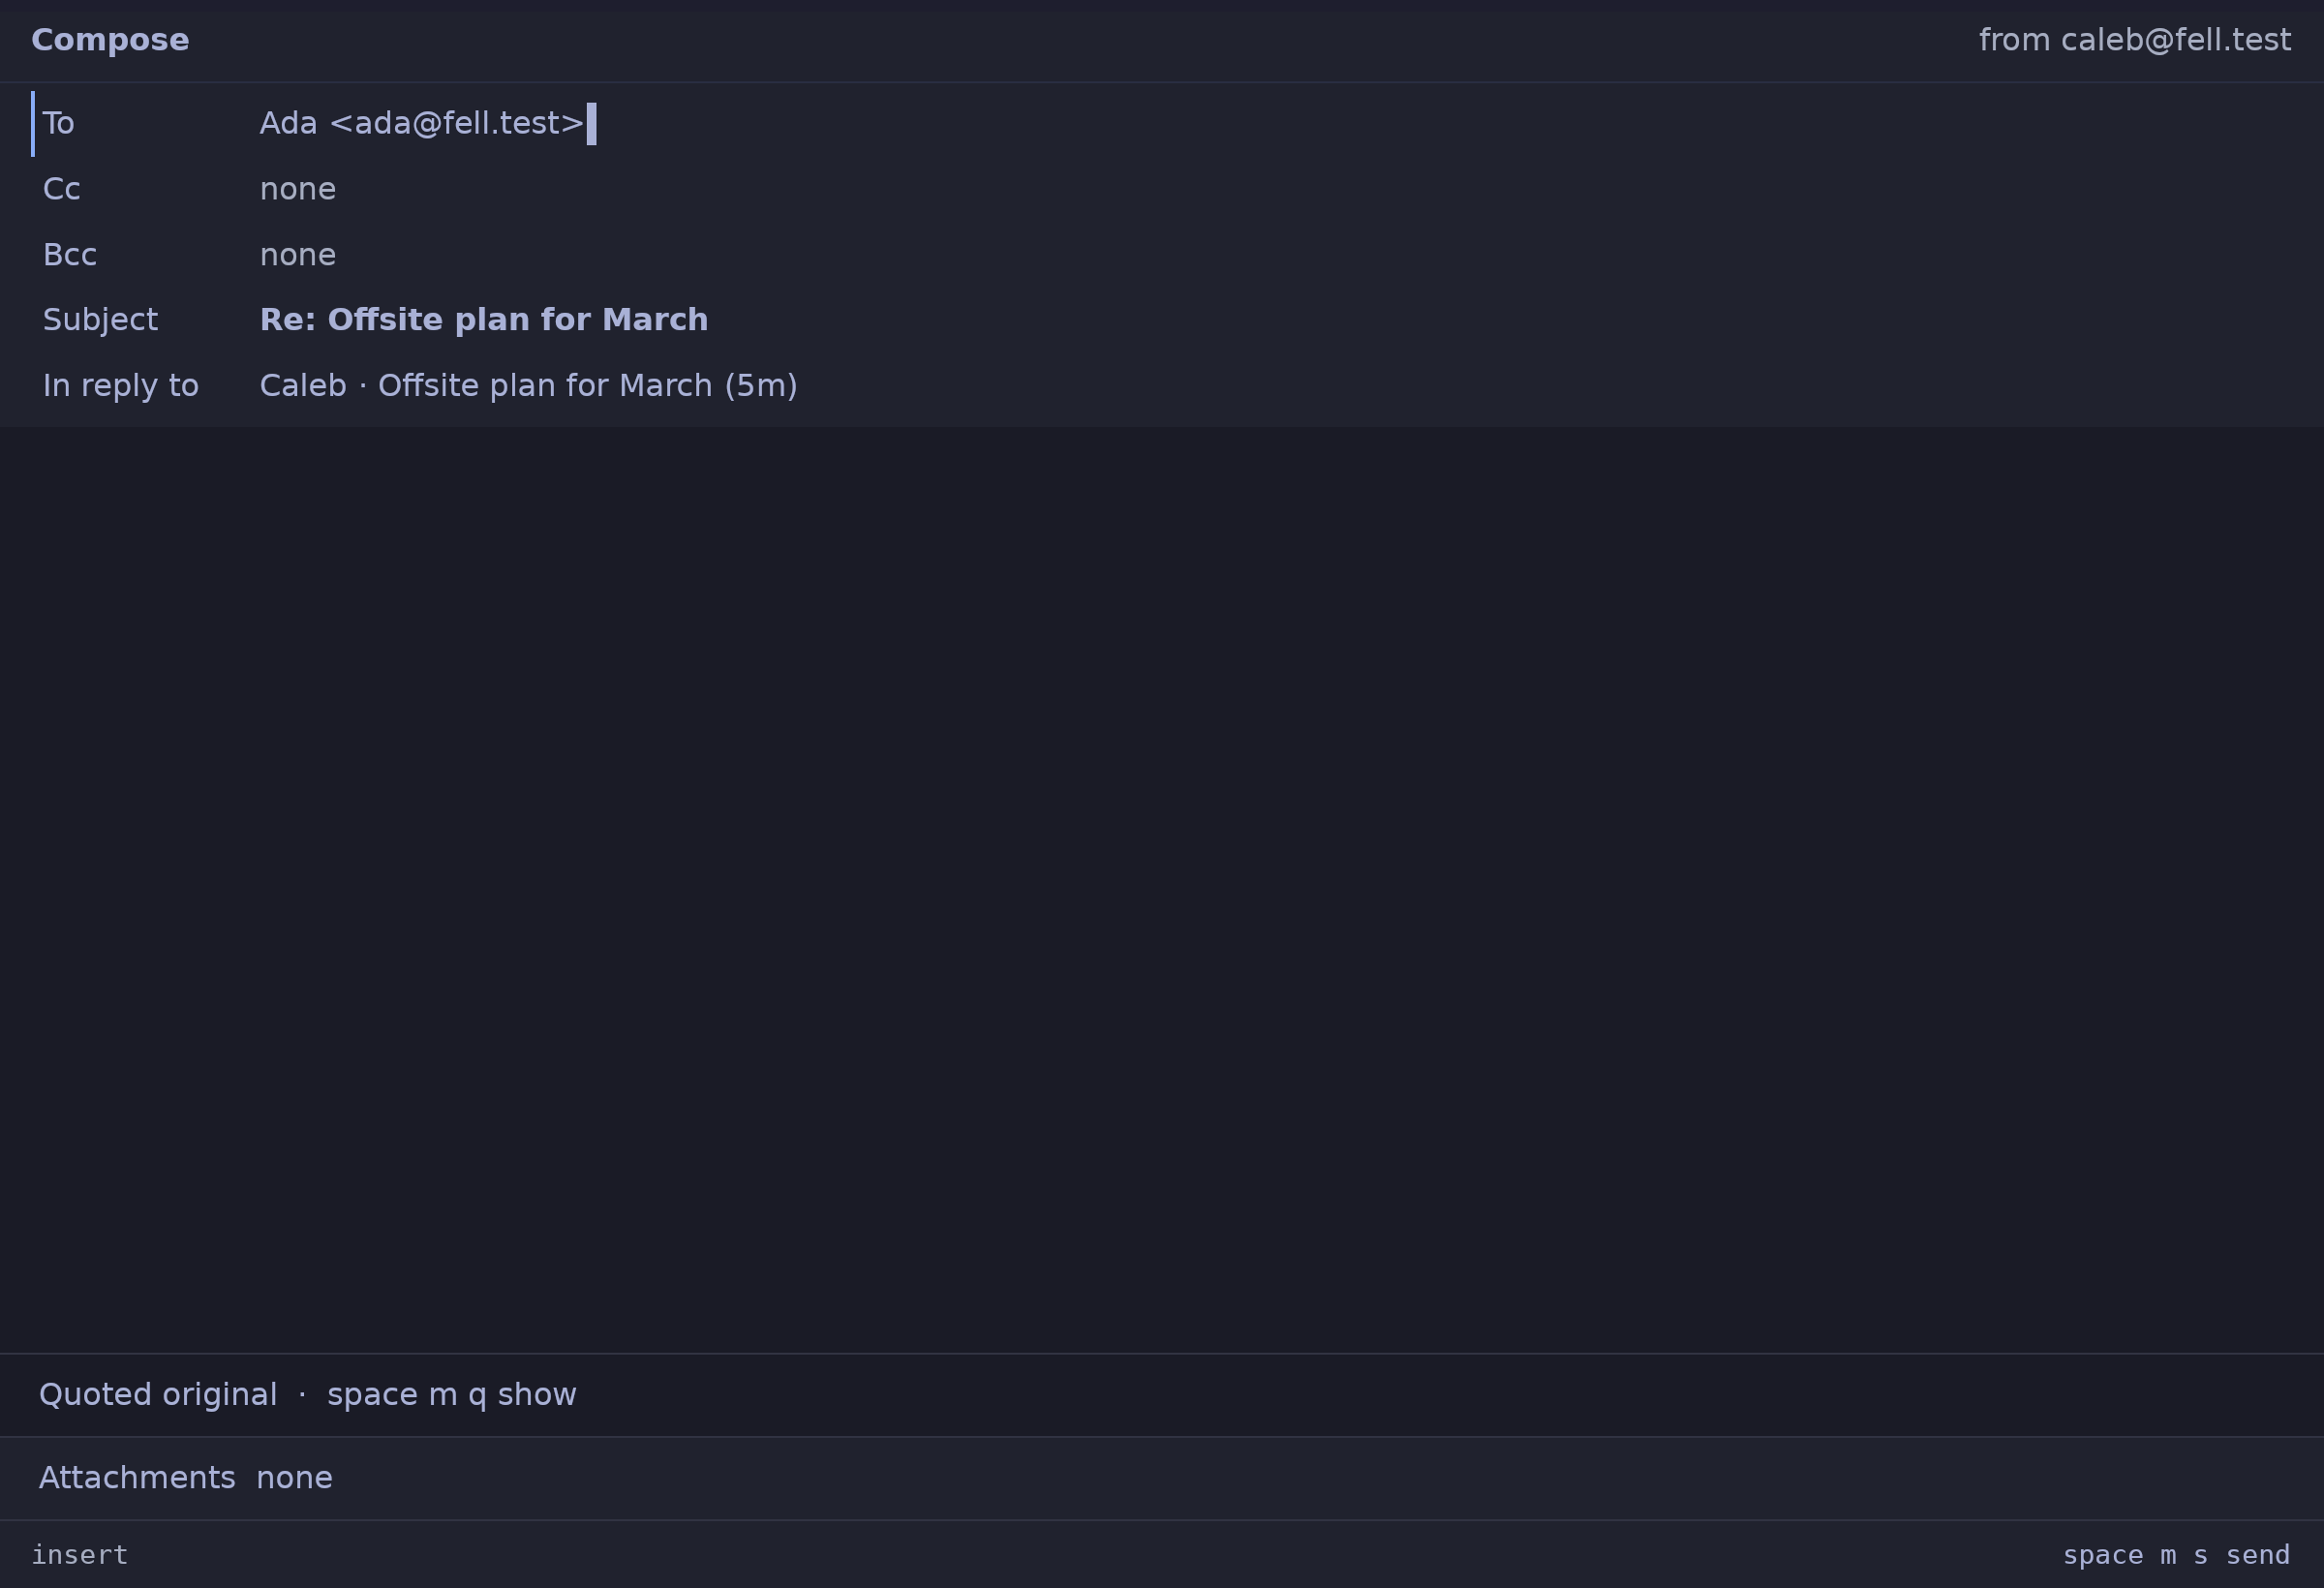 Compose from caleb@fell.test
To Ada <ada@fell.test>
Cc none
Bcc none
Subject Re: Offsite plan for March
In reply to Caleb · Offsite plan for March (5m)
Quoted original · space m q show
Attachments none
insert space m s send